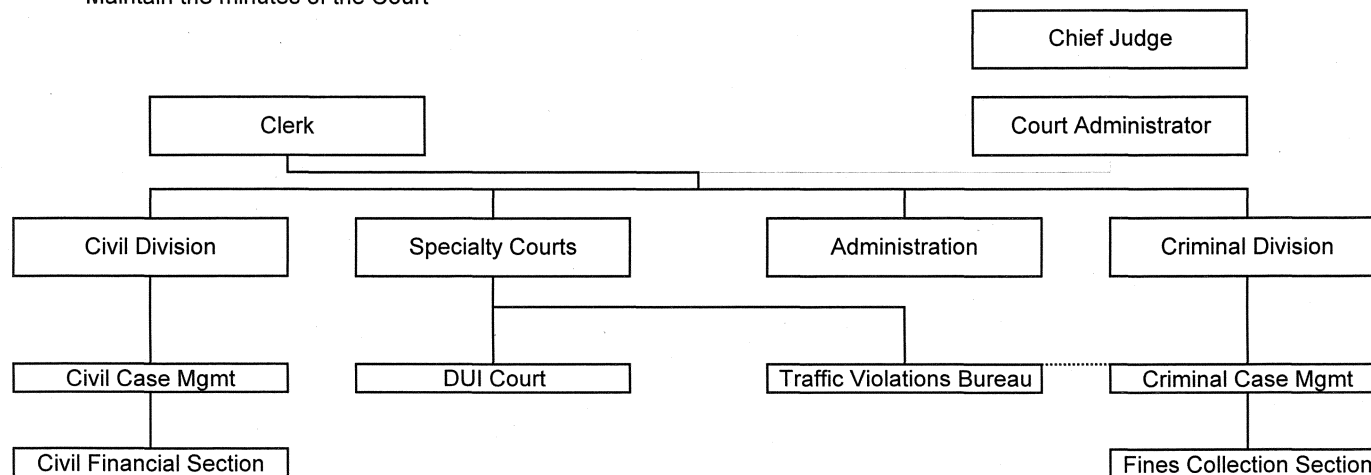 Maintain the minutes of the Court
Chief Judge
Clerk
Court Administrator
Civil Division
Specialty Courts
Administration
Criminal Division
Civil Case Mgmt
DUI Court
Traffic Violations Bureau
Criminal Case Mgmt
Civil Financial Section
Fines Collection Section